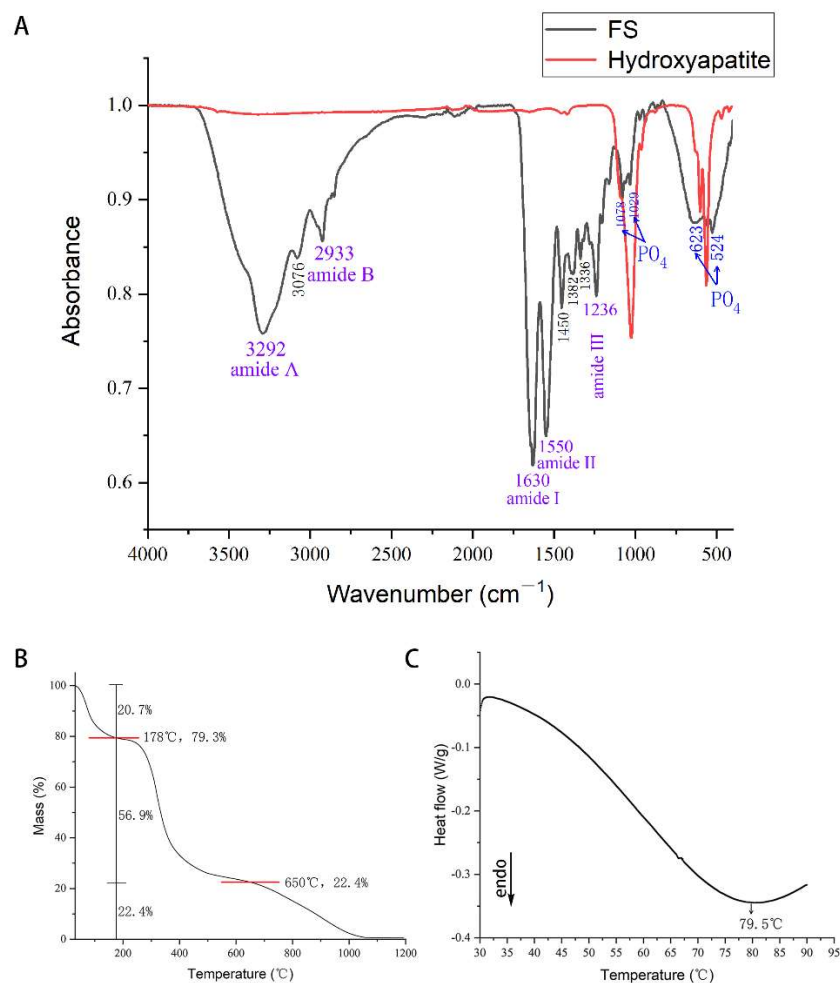 A
FS
Hydroxyapatite
1.0
0.9
0.8
0.7
0.6
Absorbance
3292
amide A
3076
2933
amide B
1630
amide I
1550
amide II
1450
1382
1336
1236
amide III
1078
1029
PO4
623
524
PO4
4000 3500 3000 2500 2000 1500 1000 500
Wavenumber (cm−1)
B
100
80
60
40
20
0
Mass (%)
20.7%
178℃, 79.3%
56.9%
650℃, 22.4%
22.4%
200 400 600 800 1000 1200
Temperature (℃)
C
0.0
-0.1
-0.2
-0.3
-0.4
Heat flow (W/g)
endo
79.5℃
30 35 40 45 50 55 60 65 70 75 80 85 90 95
Temperature (℃)